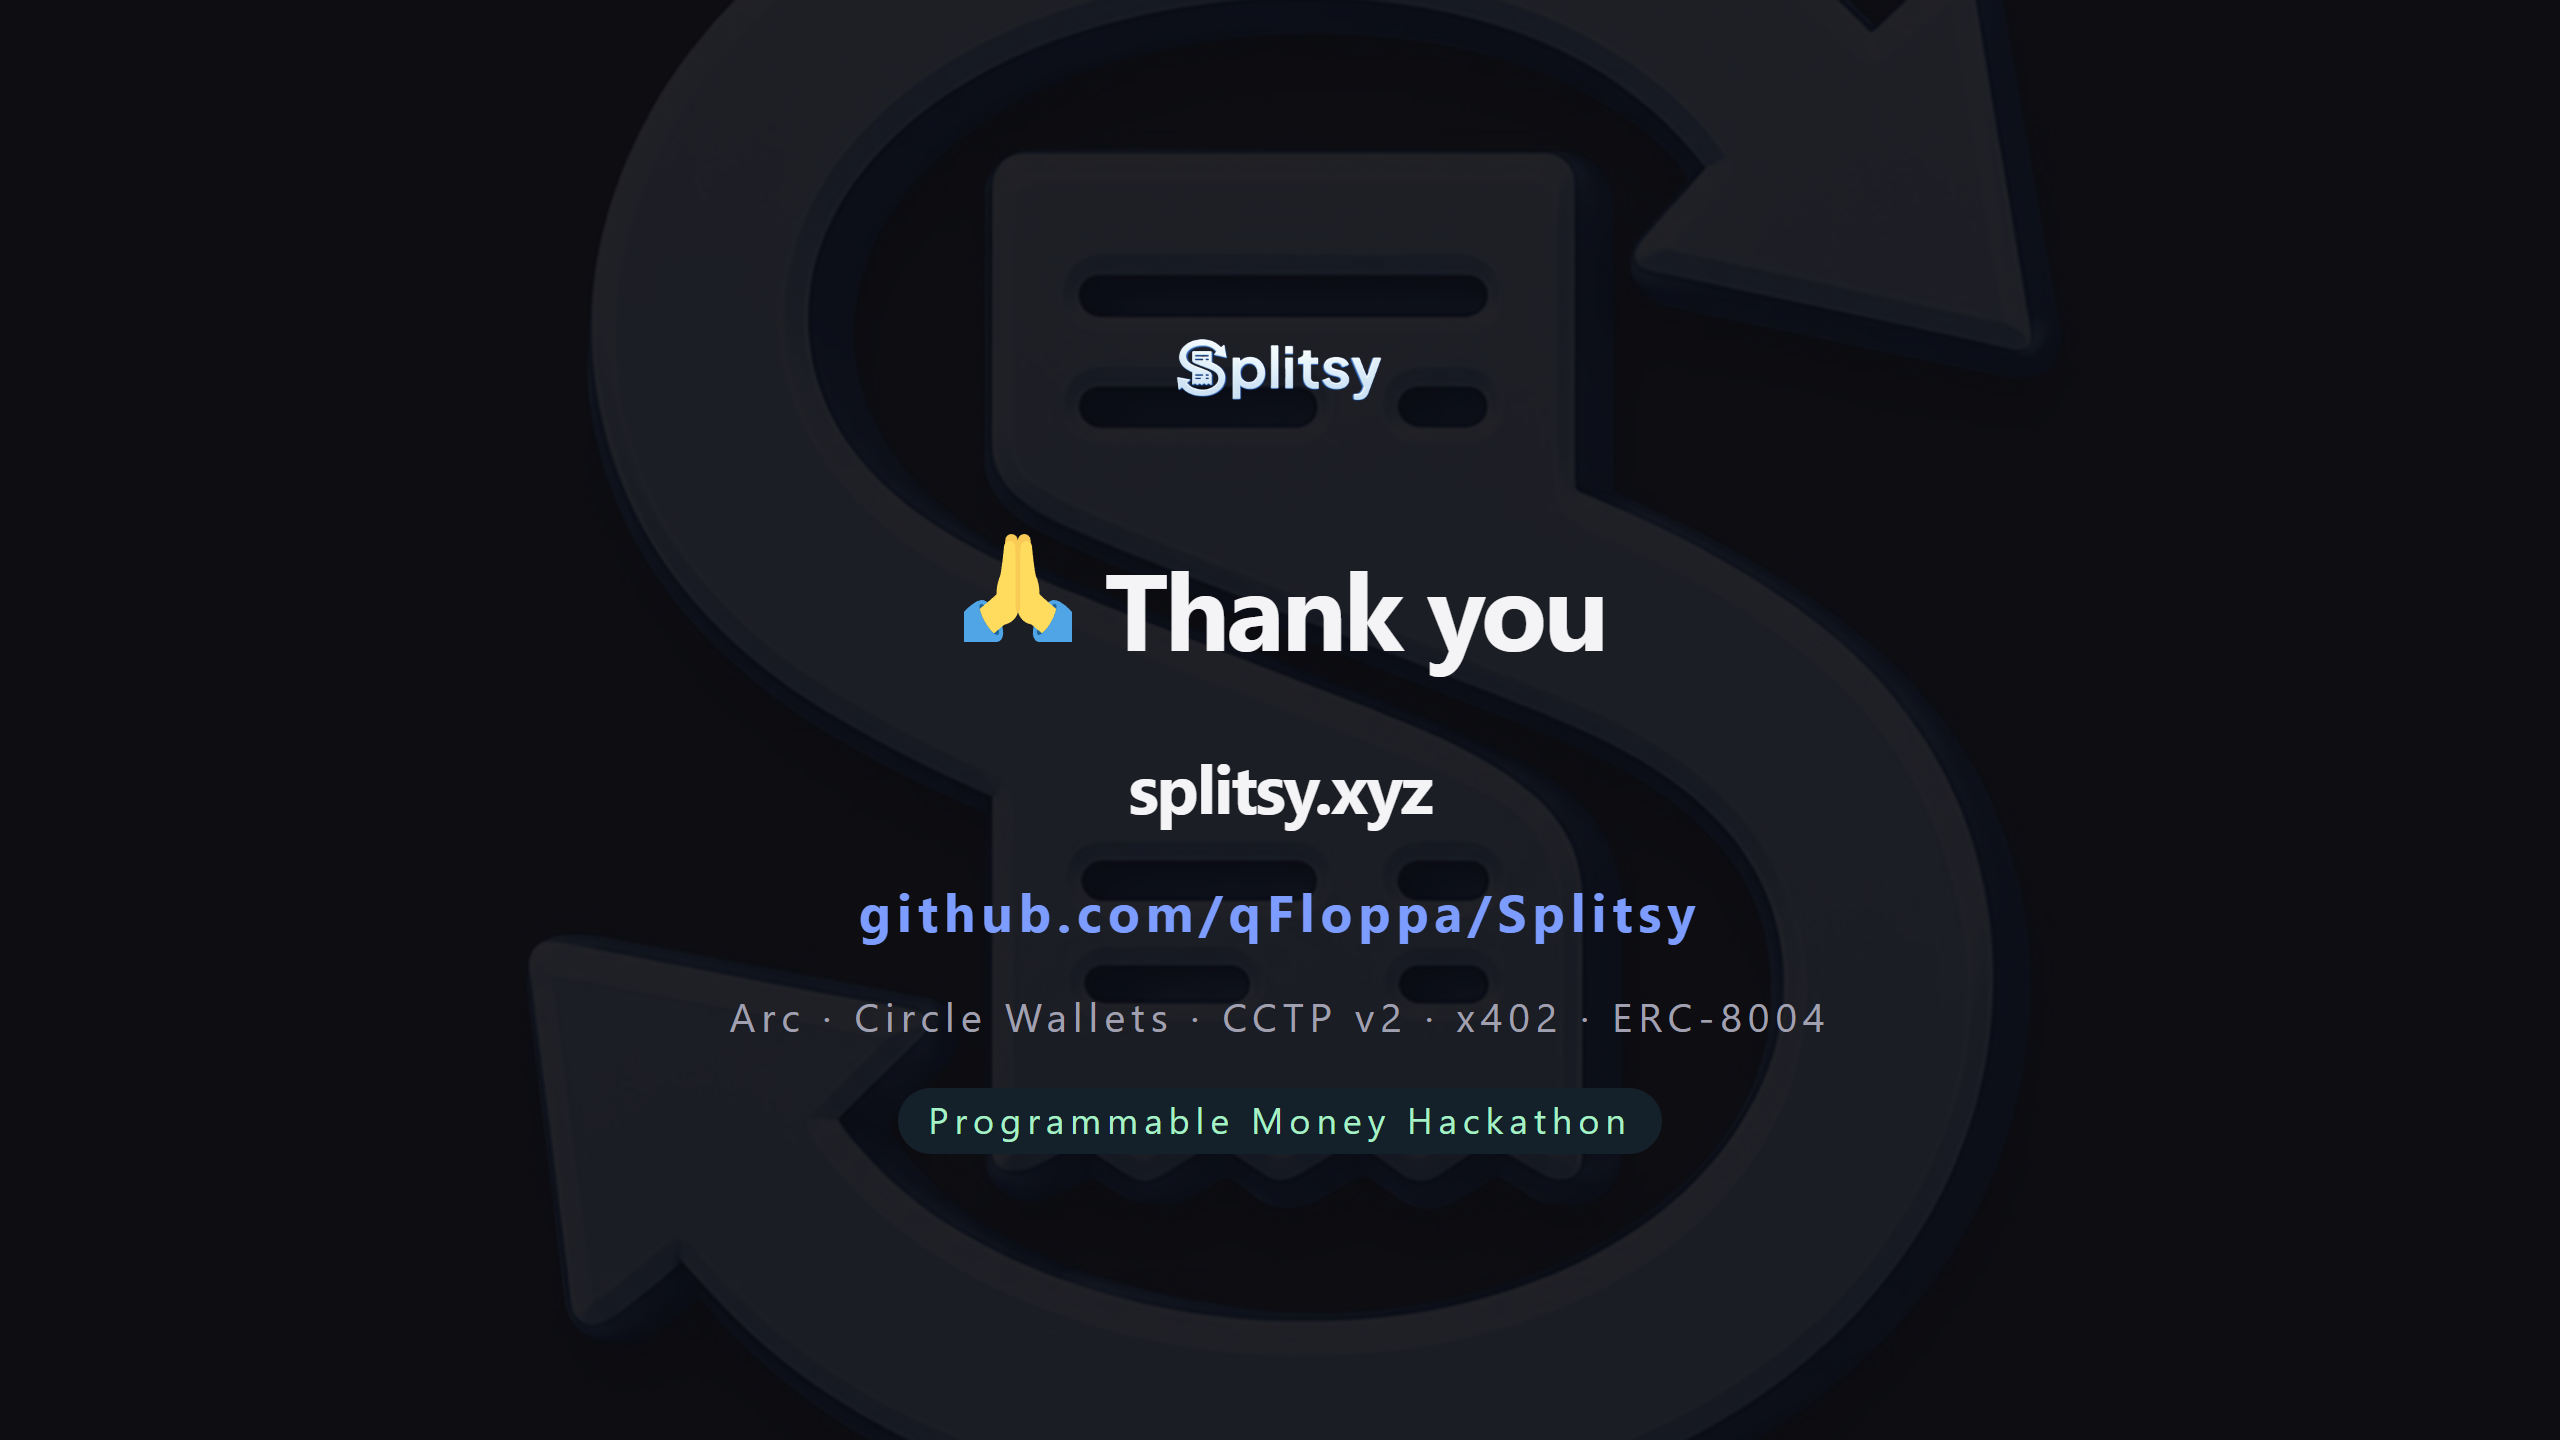 Splitsy
🙏 Thank you
splitsy.xyz
github.com/qFloppa/Splitsy
Arc · Circle Wallets · CCTP v2 · x402 · ERC-8004
Programmable Money Hackathon